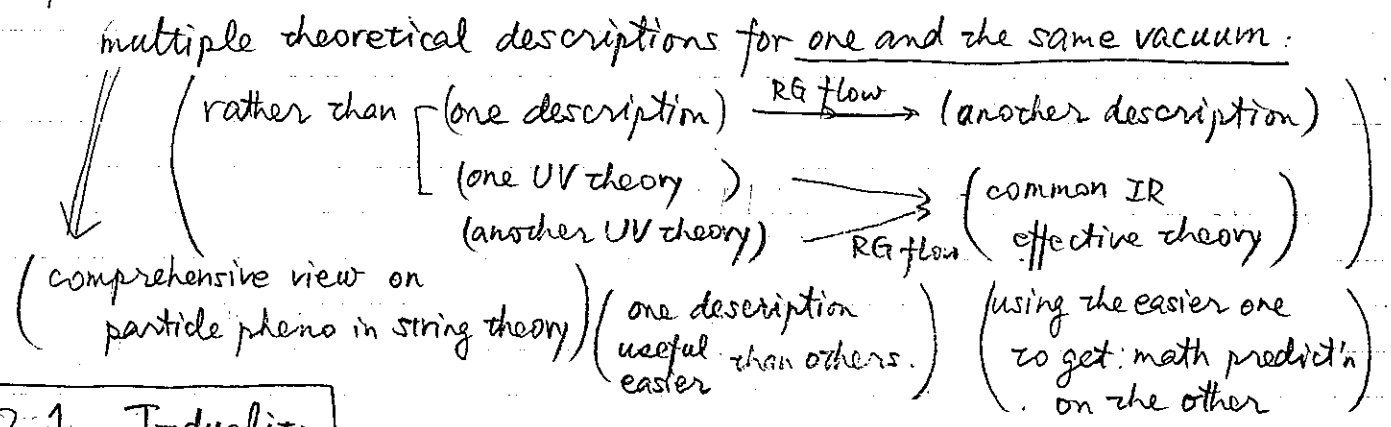 multiple theoretical descriptions for one and the same vacuum.
(rather than (one description) RG flow → (another description)
(one UV theory)
(another UV theory) RG flow (common IR effective theory))
(comprehensive view on particle pheno in string theory)
(one description useful easier than others.)
(using the easier one to get: math predict'n on the other)
2-1 T-duality